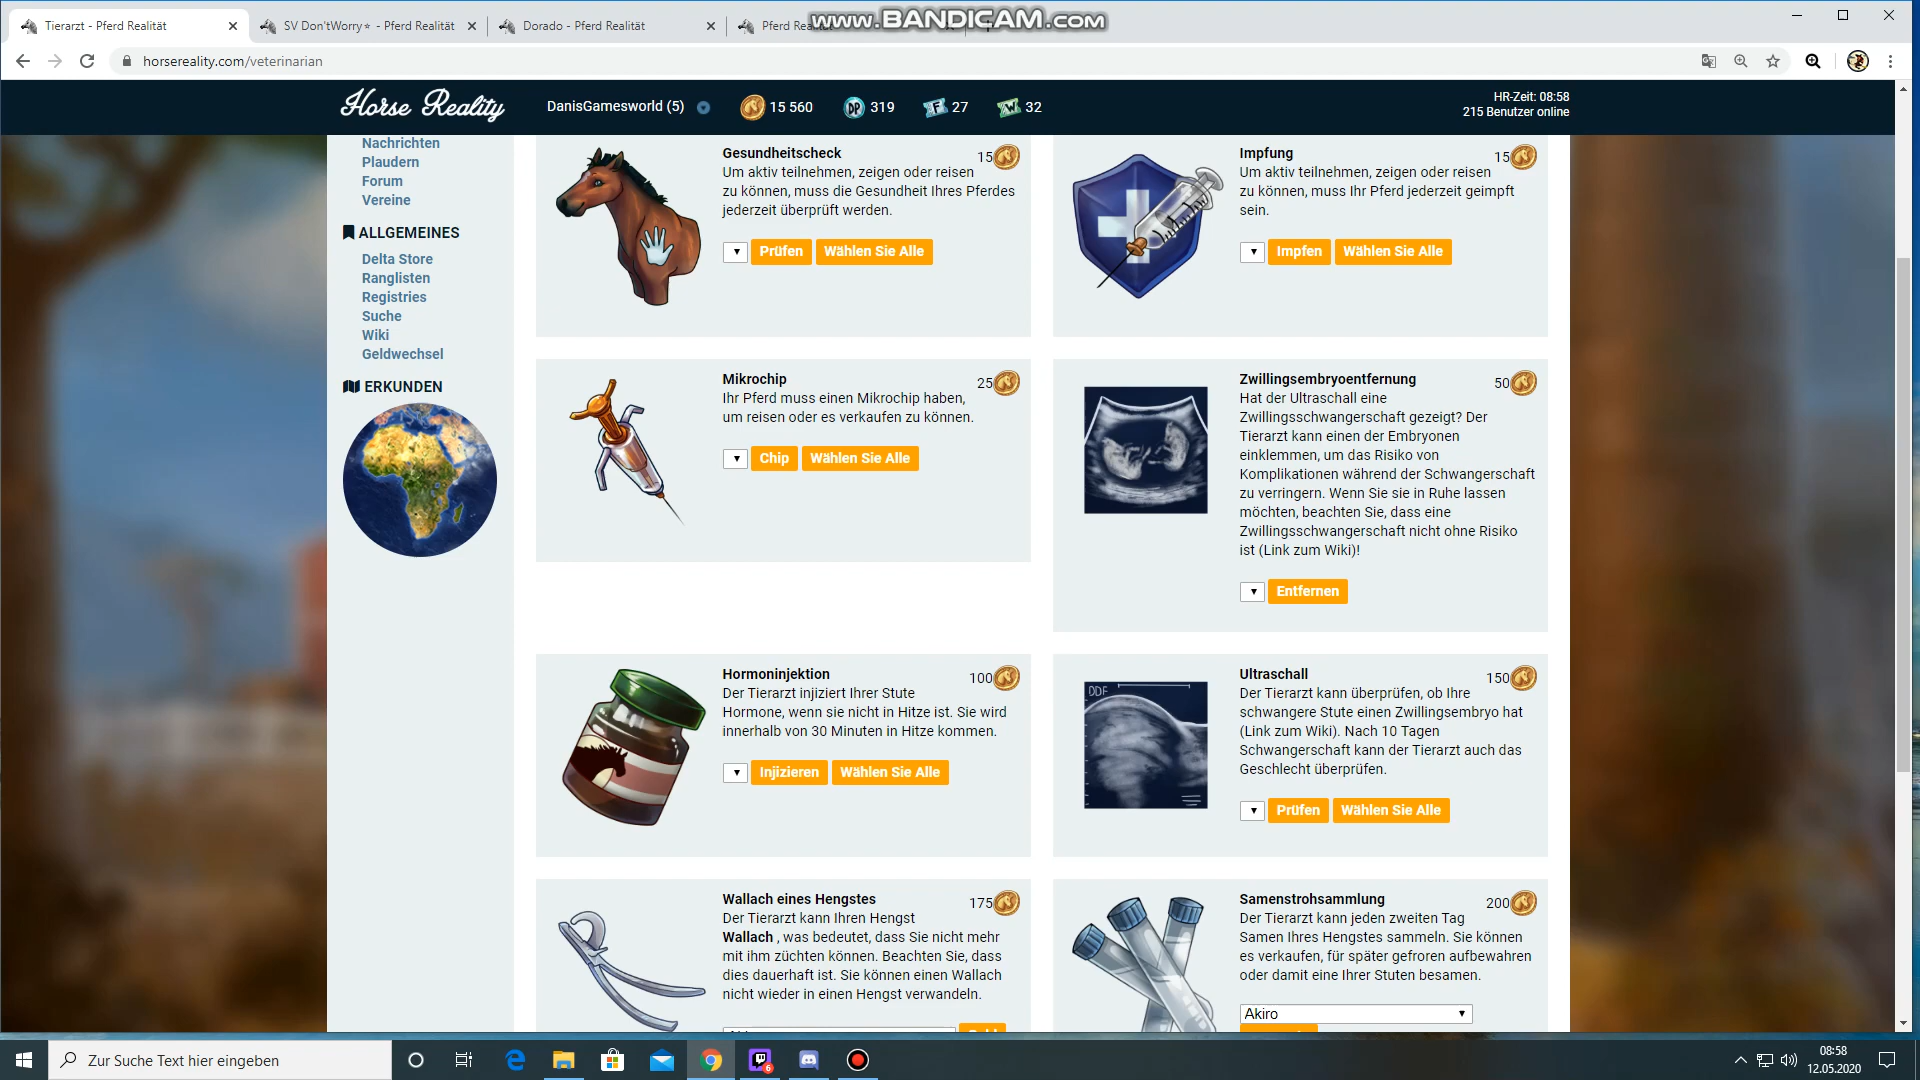 Tierarzt - Pferd Realität
SV Don'tWorry☆ - Pferd Realität
Dorado - Pferd Realität
Pferd
www.BANDICAM.com
horsereality.com/veterinarian
Horse Reality
DanisGamesworld (5)
15 560
DP
319
F
27
W
32
HR-Zeit: 08:58
215 Benutzer online
Nachrichten
Plaudern
Forum
Vereine
ALLGEMEINES
Delta Store
Ranglisten
Registries
Suche
Wiki
Geldwechsel
ERKUNDEN
Gesundheitscheck
15
Um aktiv teilnehmen, zeigen oder reisen
zu können, muss die Gesundheit Ihres Pferdes
jederzeit überprüft werden.
Prüfen
Wählen Sie Alle
Impfung
15
Um aktiv teilnehmen, zeigen oder reisen
zu können, muss Ihr Pferd jederzeit geimpft
sein.
Impfen
Wählen Sie Alle
Mikrochip
25
Ihr Pferd muss einen Mikrochip haben,
um reisen oder es verkaufen zu können.
Chip
Wählen Sie Alle
Zwillingsembryoentfernung
50
Hat der Ultraschall eine
Zwillingsschwangerschaft gezeigt? Der
Tierarzt kann einen der Embryonen
einklemmen, um das Risiko von
Komplikationen während der Schwangerschaft
zu verringern. Wenn Sie sie in Ruhe lassen
möchten, beachten Sie, dass eine
Zwillingsschwangerschaft nicht ohne Risiko
ist (Link zum Wiki)!
Entfernen
Hormoninjektion
100
Der Tierarzt injiziert Ihrer Stute
Hormone, wenn sie nicht in Hitze ist. Sie wird
innerhalb von 30 Minuten in Hitze kommen.
Injizieren
Wählen Sie Alle
DDF
Ultraschall
150
Der Tierarzt kann überprüfen, ob Ihre
schwangere Stute einen Zwillingsembryo hat
(Link zum Wiki). Nach 10 Tagen
Schwangerschaft kann der Tierarzt auch das
Geschlecht überprüfen.
Prüfen
Wählen Sie Alle
Wallach eines Hengstes
175
Der Tierarzt kann Ihren Hengst
Wallach , was bedeutet, dass Sie nicht mehr
mit ihm züchten können. Beachten Sie, dass
dies dauerhaft ist. Sie können einen Wallach
nicht wieder in einen Hengst verwandeln.
Samenstrohsammlung
200
Der Tierarzt kann jeden zweiten Tag
Samen Ihres Hengstes sammeln. Sie können
es verkaufen, für später gefroren aufbewahren
oder damit eine Ihrer Stuten besamen.
Akiro
Zur Suche Text hier eingeben
6
08:58
12.05.2020